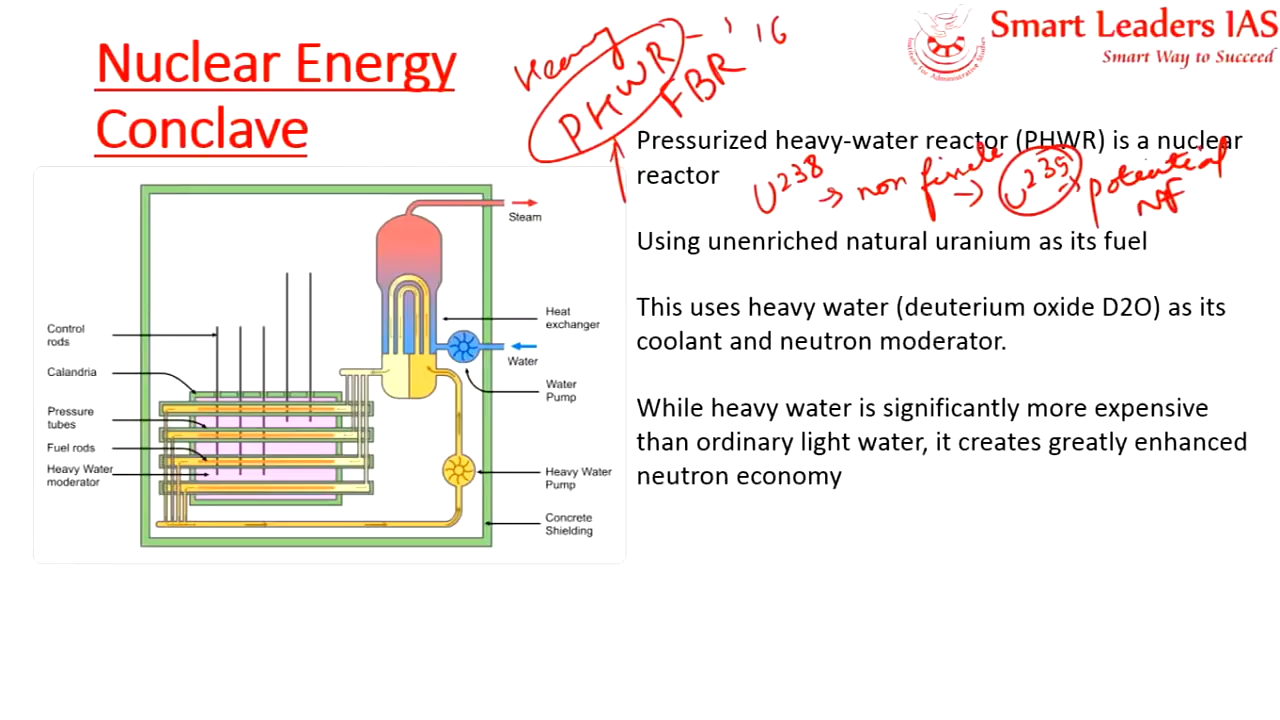 Nuclear Energy
Conclave
Heavy
PHWR - '16
FBR
Smart Leaders IAS
Smart Way to Succeed
Institute For Administrative Studies
Pressurized heavy-water reactor (PHWR) is a nuclear
reactor
U238 → non fissile → U235 → potential
NF
Using unenriched natural uranium as its fuel
This uses heavy water (deuterium oxide D2O) as its
coolant and neutron moderator.
While heavy water is significantly more expensive
than ordinary light water, it creates greatly enhanced
neutron economy
Steam
Heat
exchanger
Water
Water
Pump
Heavy Water
Pump
Concrete
Shielding
Control
rods
Calandria
Pressure
tubes
Fuel rods
Heavy Water
moderator